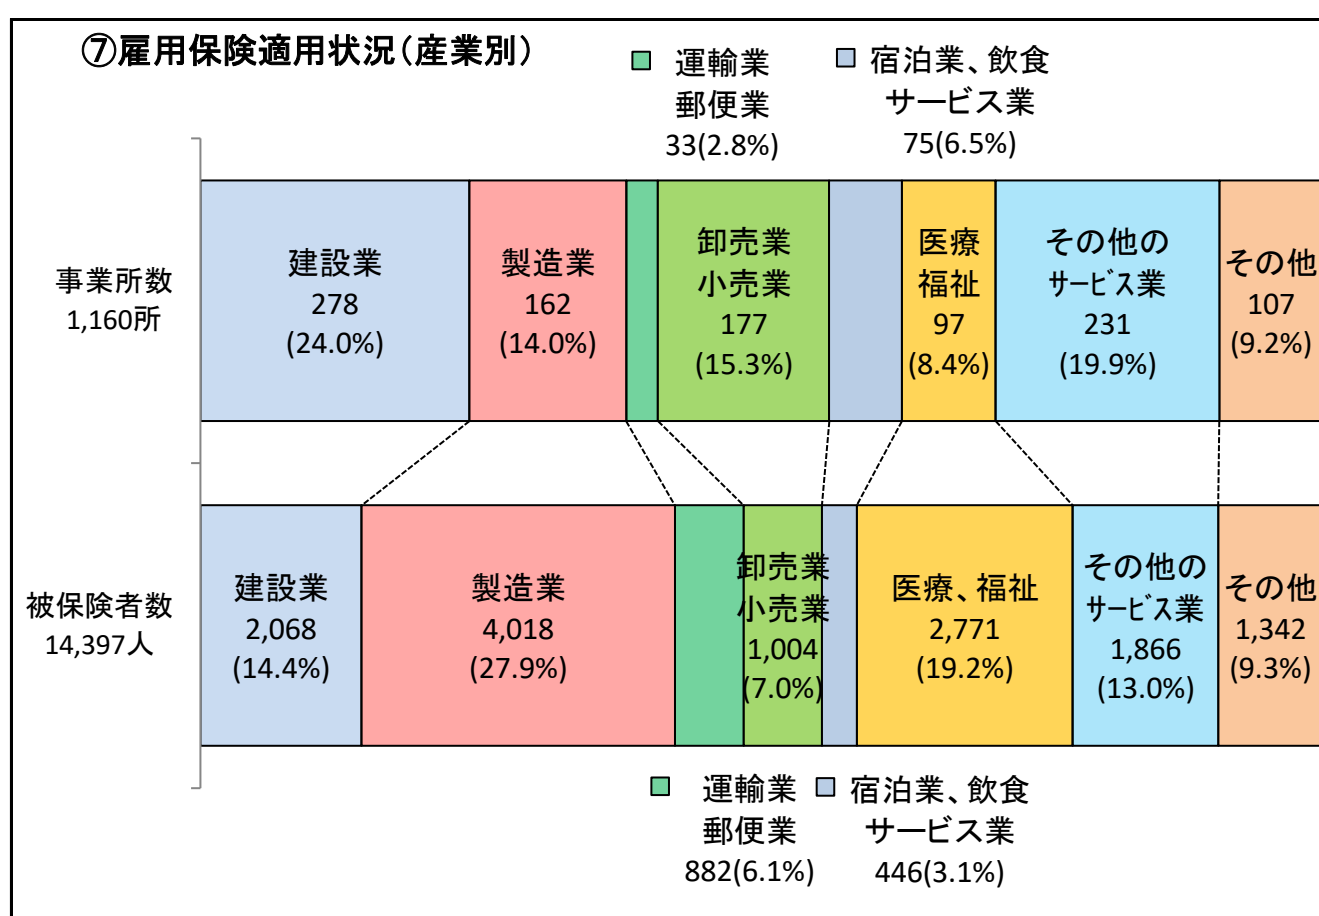 ⑦雇用保険適用状況（産業別）
運輸業
郵便業
33(2.8%)
宿泊業、飲食
サービス業
75(6.5%)
事業所数
1,160所
建設業
278
(24.0%)
製造業
162
(14.0%)
卸売業
小売業
177
(15.3%)
医療
福祉
97
(8.4%)
その他の
ｻｰﾋﾞｽ業
231
(19.9%)
その他
107
(9.2%)
被保険者数
14,397人
建設業
2,068
(14.4%)
製造業
4,018
(27.9%)
卸売業
小売業
1,004
(7.0%)
医療、福祉
2,771
(19.2%)
その他の
ｻｰﾋﾞｽ業
1,866
(13.0%)
その他
1,342
(9.3%)
運輸業
郵便業
882(6.1%)
宿泊業、飲食
サービス業
446(3.1%)